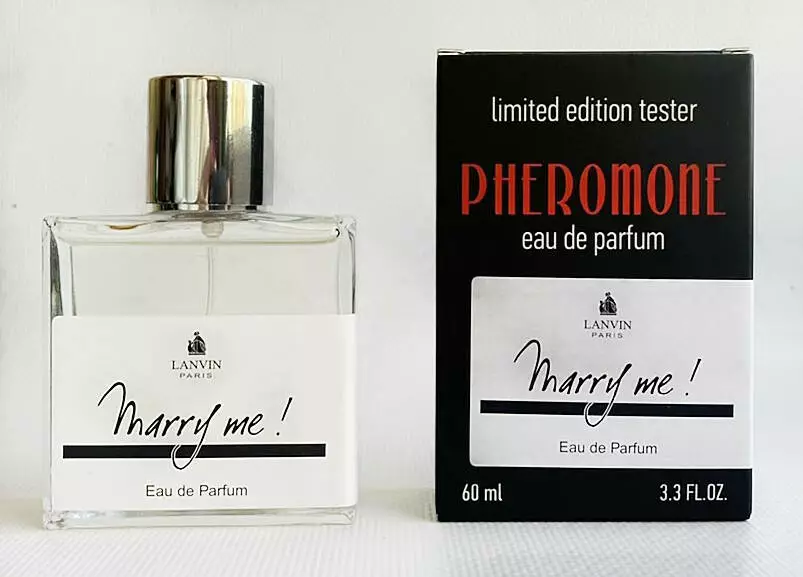 LANVIN
PARIS
Marry me !
Eau de Parfum
limited edition tester
PHEROMONE
eau de parfum
LANVIN
PARIS
Marry me !
Eau de Parfum
60 ml
3.3 FL.OZ.